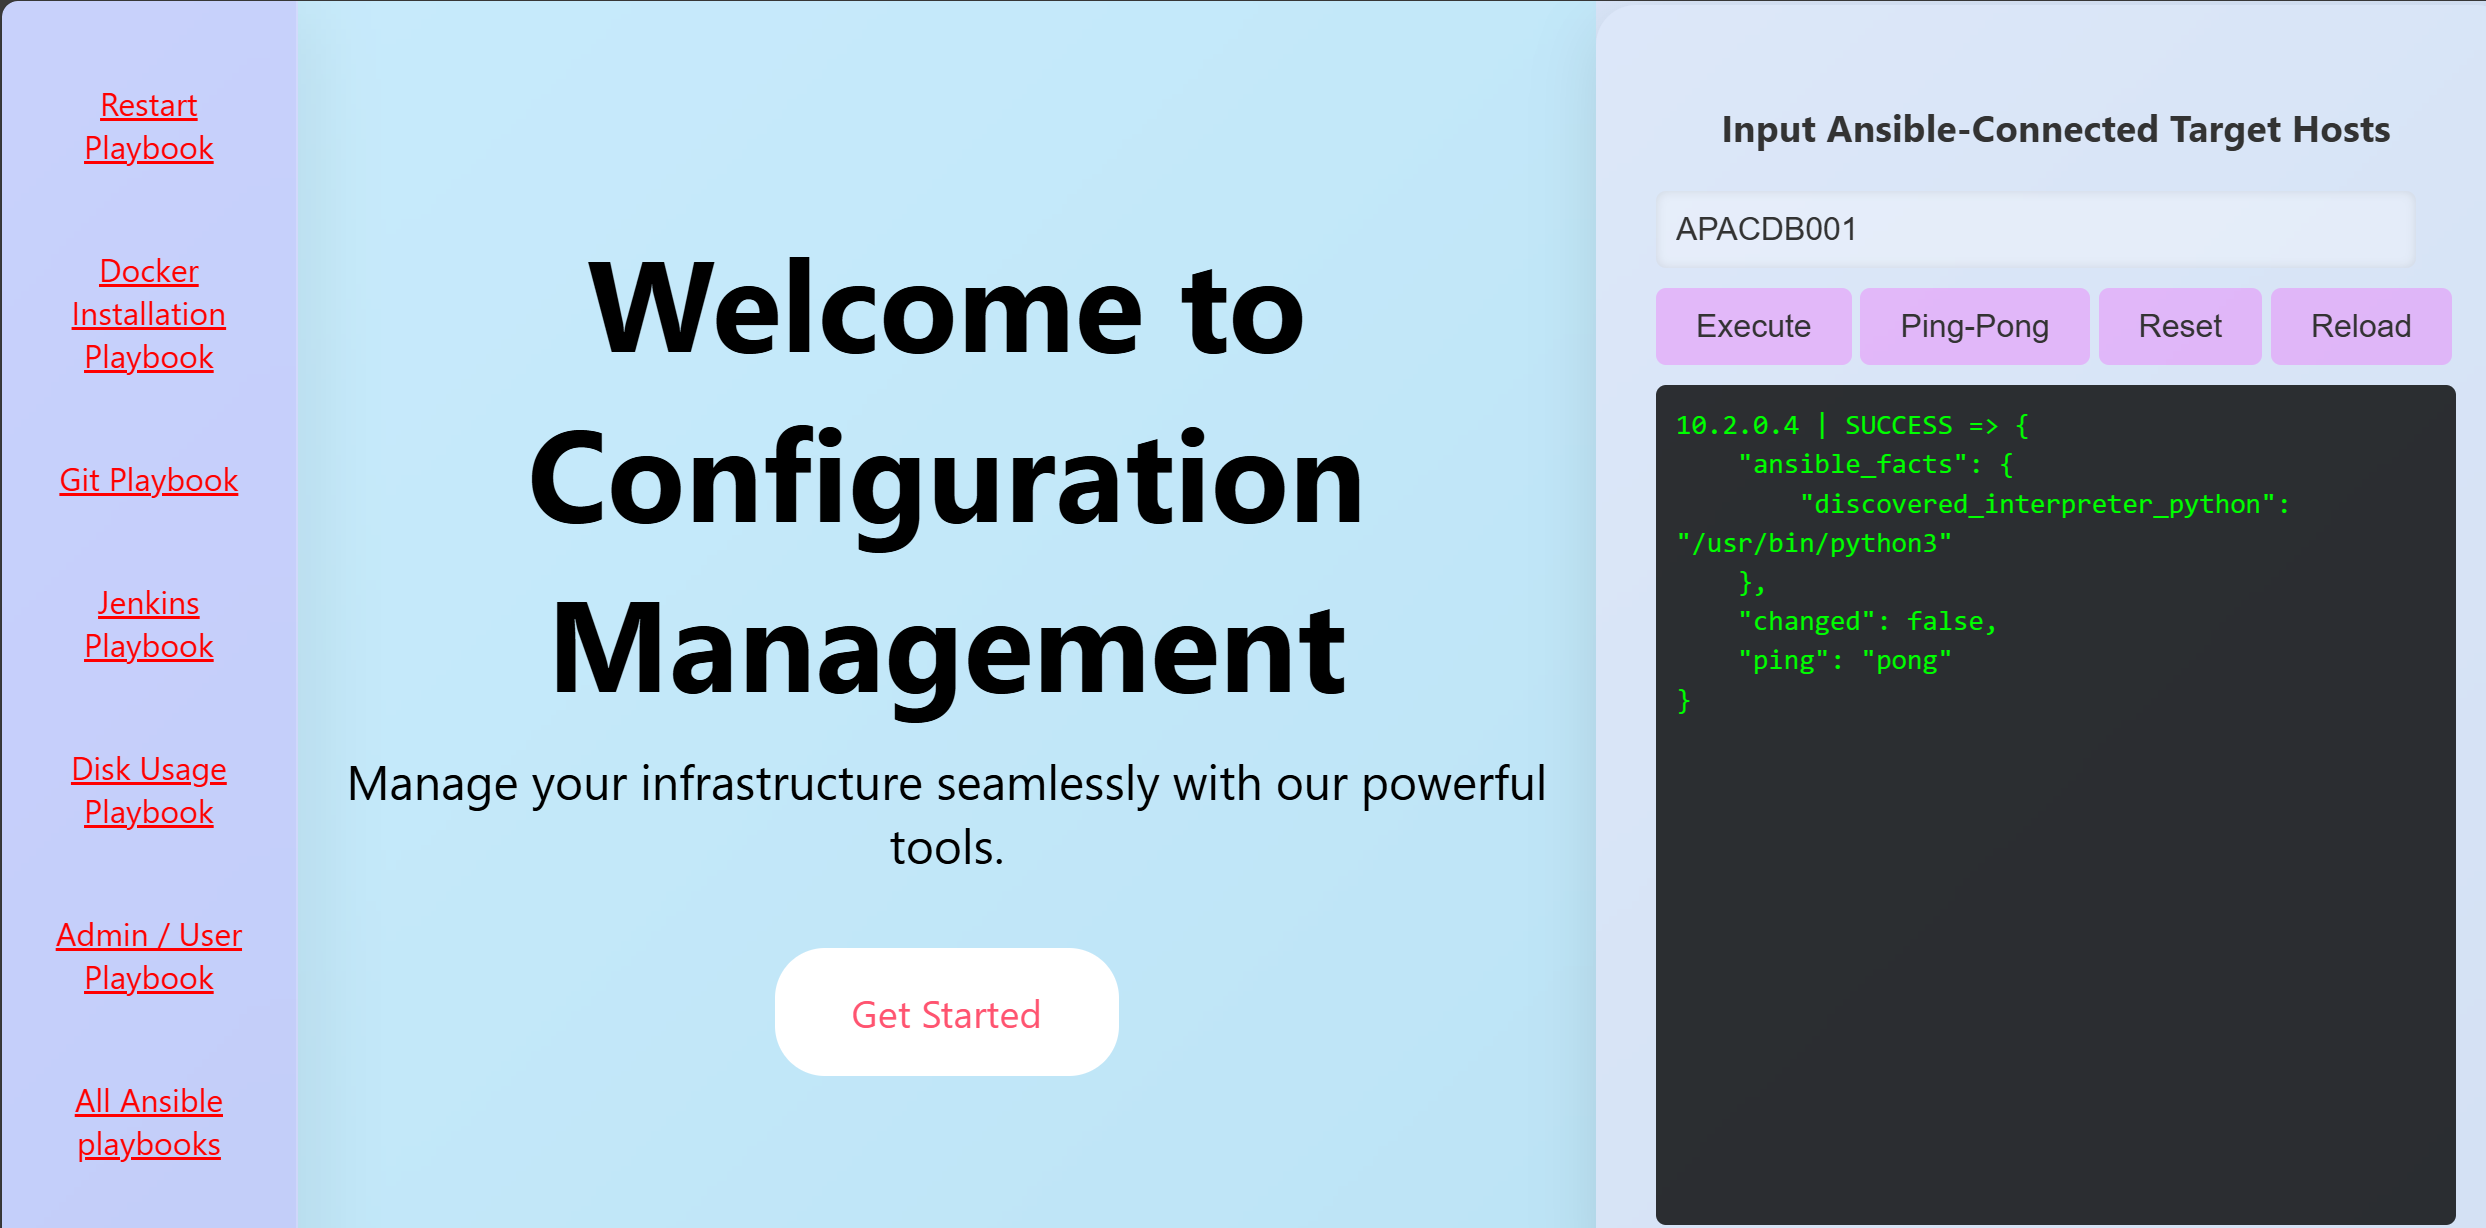 Restart
Playbook
Docker
Installation
Playbook
Git Playbook
Jenkins
Playbook
Disk Usage
Playbook
Admin / User
Playbook
All Ansible
playbooks
Welcome to
Configuration
Management
Manage your infrastructure seamlessly with our powerful
tools.
Get Started
Input Ansible-Connected Target Hosts
APACDB001
Execute Ping-Pong Reset Reload
10.2.0.4 | SUCCESS => {
    "ansible_facts": {
        "discovered_interpreter_python":
"/usr/bin/python3"
    },
    "changed": false,
    "ping": "pong"
}